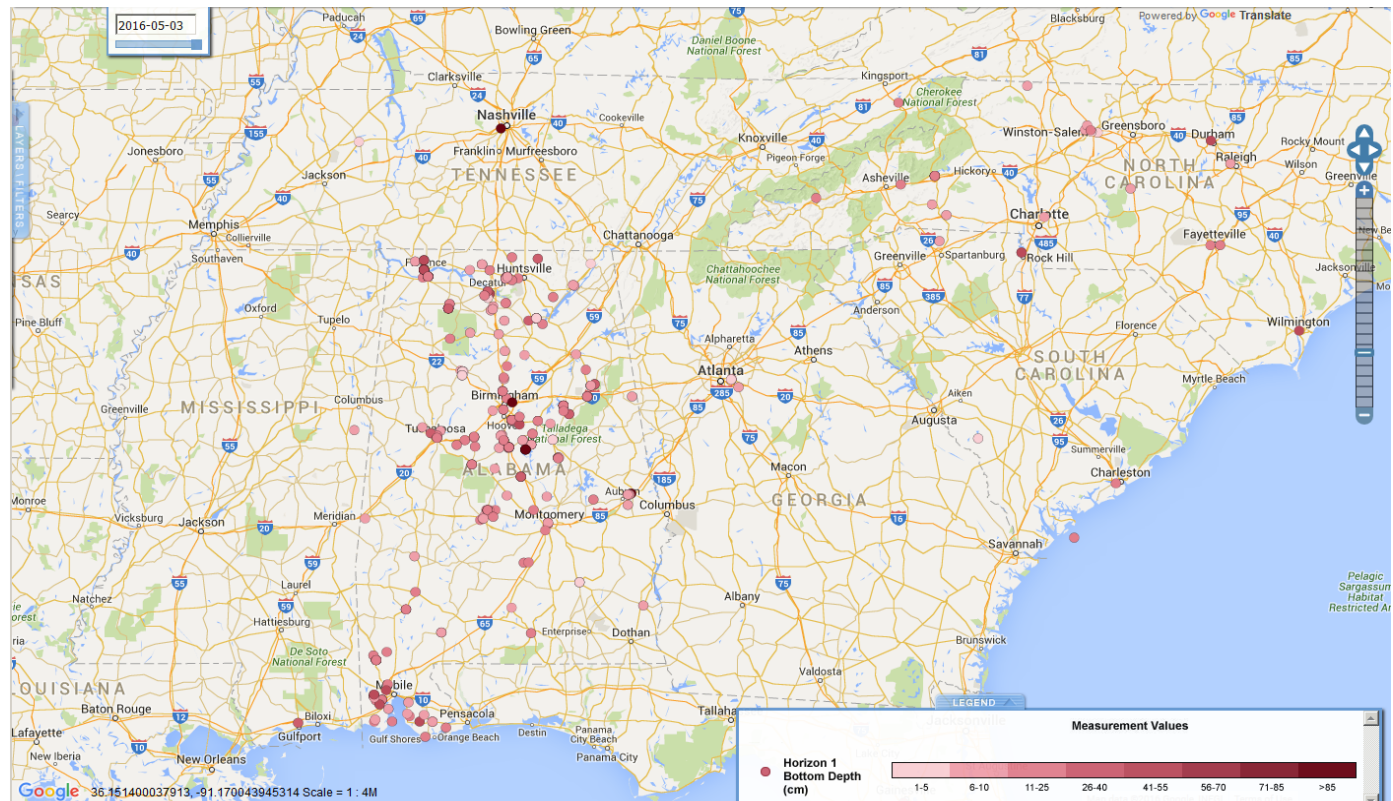 2016-05-03
Powered by Google Translate
Paducah
Bowling Green
Daniel Boone
National Forest
Blacksburg
Clarksville
Kingsport
Cherokee
National Forest
Nashville
Cookeville
Knoxville
Winston-Salem
Greensboro
Durham
Rocky Mount
Jonesboro
Franklin
Murfreesboro
Pigeon Forge
Raleigh
Wilson
Jackson
TENNESSEE
Asheville
Hickory
NORTH
CAROLINA
Greenville
LAYERS \ FILTERS
Searcy
Memphis
Collierville
Southaven
Chattanooga
Charlotte
Fayetteville
Huntsville
Decatur
Greenville
Spartanburg
Rock Hill
Jacksonville
Chattahoochee
National Forest
Oxford
Tupelo
Anderson
Pine Bluff
Florence
Wilmington
Alpharetta
Athens
SOUTH
CAROLINA
Atlanta
Myrtle Beach
Columbus
Birmingham
Greenville
MISSISSIPPI
Hoover
Talladega
National Forest
Aiken
Augusta
Tuscaloosa
Summerville
ALABAMA
Macon
Charleston
Monroe
Auburn
Columbus
GEORGIA
Vicksburg
Jackson
Meridian
Montgomery
Savannah
Laurel
Natchez
Albany
Pelagic
Sargassum
Habitat
Restricted Ar
Hattiesburg
Enterprise
Dothan
Brunswick
De Soto
National Forest
Valdosta
OUISIANA
Mobile
Baton Rouge
Biloxi
Pensacola
Tallaha
LEGEND
Jacksonville
Lafayette
Gulfport
Gulf Shores
Orange Beach
Destin
Panama
City Beach
Measurement Values
New Iberia
New Orleans
Panama City
Horizon 1
Bottom Depth
(cm)
1-5 6-10 11-25 26-40 41-55 56-70 71-85 >85
Google 36.151400037913, -91.170043945314 Scale = 1 : 4M